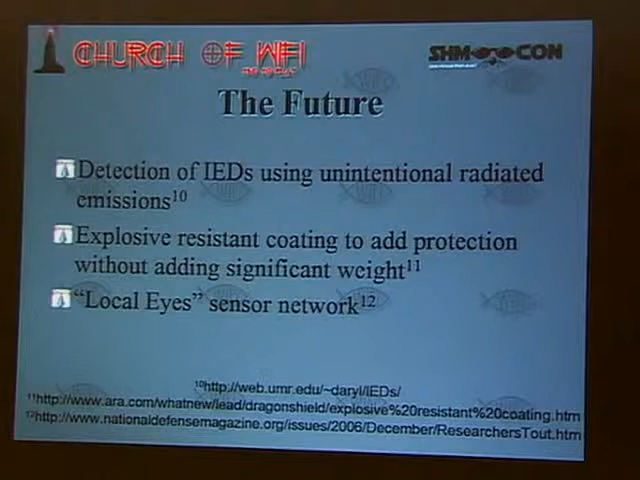 CHURCH OF WIFI
SHM CON
The Future
Detection of IEDs using unintentional radiated
emissions10
Explosive resistant coating to add protection
without adding significant weight11
"Local Eyes" sensor network12
10http://web.umr.edu/~daryl/IEDs/
11http://www.ara.com/whatnew/lead/dragonshield/explosive%20resistant%20coating.htm
12http://www.nationaldefensemagazine.org/issues/2006/December/ResearchersTout.htm